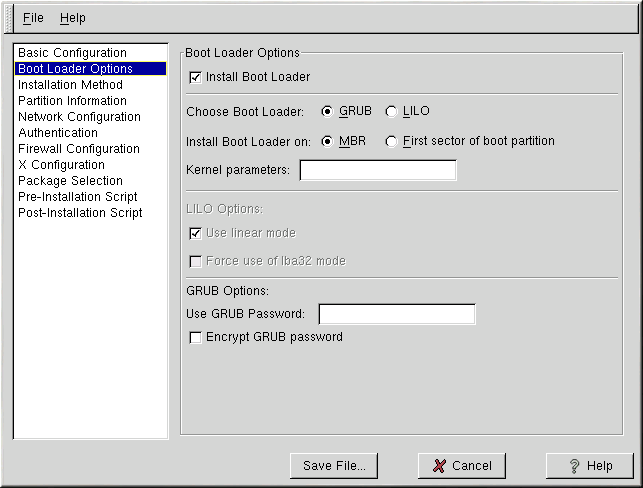 File Help
Basic Configuration
Boot Loader Options
Installation Method
Partition Information
Network Configuration
Authentication
Firewall Configuration
X Configuration
Package Selection
Pre-Installation Script
Post-Installation Script
Boot Loader Options
Install Boot Loader
Choose Boot Loader: GRUB LILO
Install Boot Loader on: MBR First sector of boot partition
Kernel parameters:
LILO Options:
Use linear mode
Force use of lba32 mode
GRUB Options:
Use GRUB Password:
Encrypt GRUB password
Save File... Cancel Help